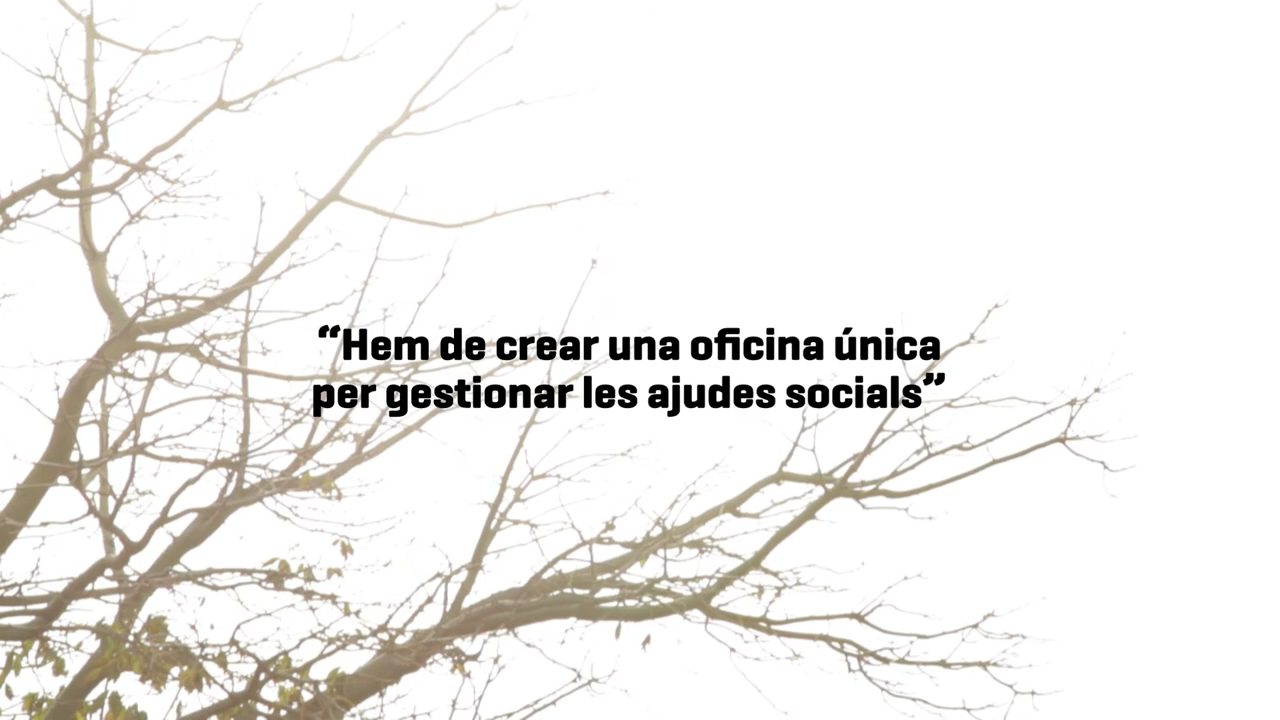 “Hem de crear una oficina única
per gestionar les ajudes socials”